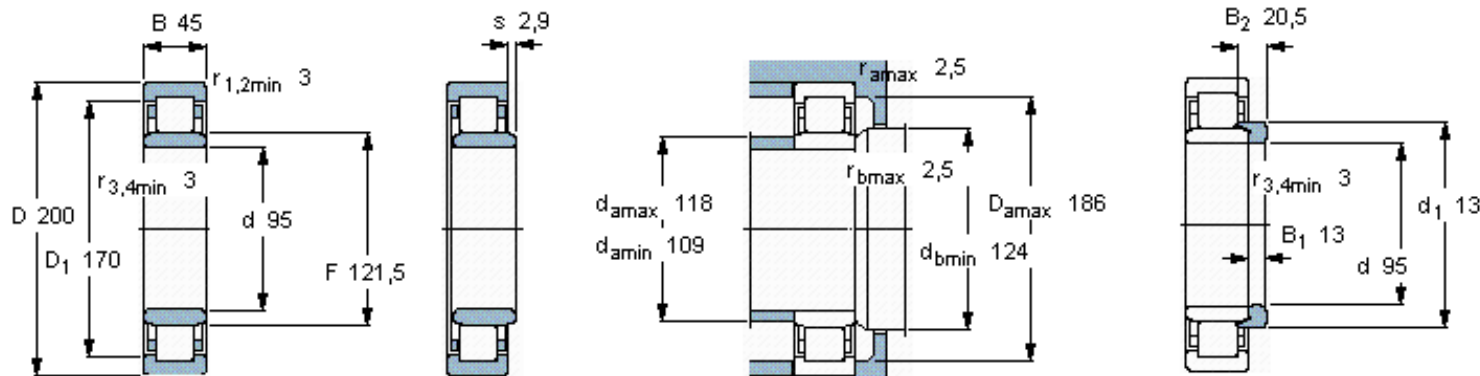 B 45
r1,2min 3
r3,4min 3
D 200
D1 170
d 95
F 121,5
s 2,9
ramax 2,5
rbmax 2,5
damax 118
damin 109
Damax 186
dbmin 124
B2 20,5
r3,4min 3
d1 13
B1 13
d 95